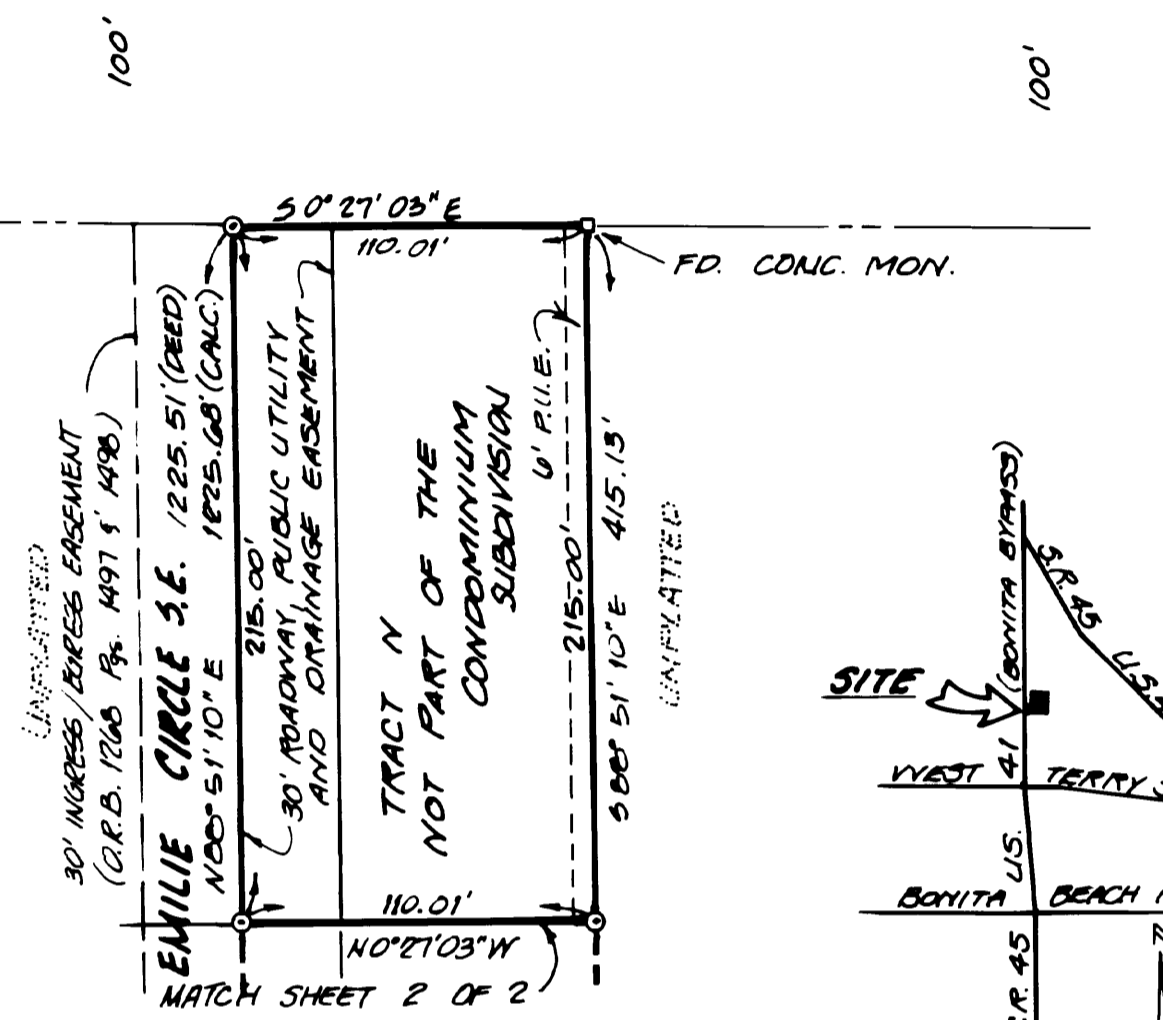 100'
100'
S 0° 27' 03" E
110.01'
FD. CONC. MON.
UNPLATTED
30' INGRESS/EGRESS EASEMENT
(O.R.B. 1268 Pgs. 1497 & 1498)
EMILIE CIRCLE S.E.
1225.51' (DEED)
N88° 51' 10" E
1225.68' (CALC.)
215.00'
30' ROADWAY, PUBLIC UTILITY
AND DRAINAGE EASEMENT
TRACT N
NOT PART OF THE
CONDOMINIUM
SUBDIVISION
6' P.U.E.
215.00'
S 88° 51' 10" E 415.13'
UNPLATTED
110.01'
N0°27'03"W
MATCH SHEET 2 OF 2
SITE
U.S. 41 (BONITA BYPASS)
S.R. 45
U.S.
WEST TERRY
BONITA BEACH
S.R. 45